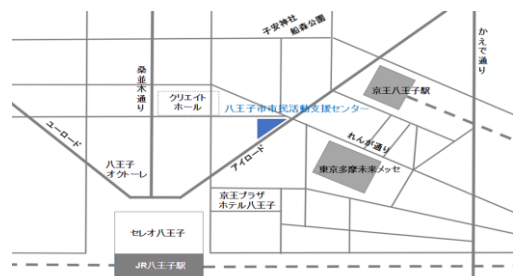 子安神社
船森公園
かえで通り
桑並木通り
京王八王子駅
クリエイト
ホール
八王子市市民活動支援センター
ユーロード
れんが通り
アイロード
八王子
オクトーレ
東京多摩未来メッセ
京王プラザ
ホテル八王子
セレオ八王子
JR八王子駅